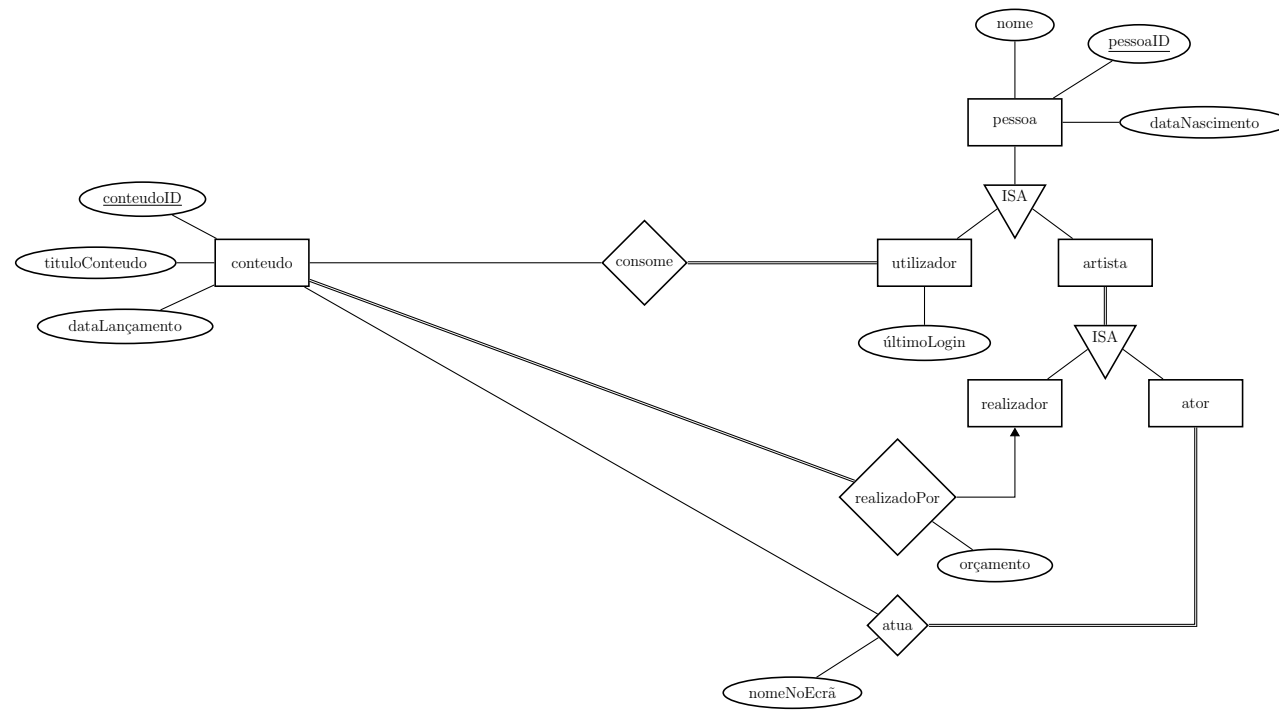 nome
pessoaID
pessoa
dataNascimento
ISA
conteudoID
tituloConteudo
conteudo
consome
utilizador
artista
dataLançamento
últimoLogin
ISA
realizador
ator
realizadoPor
orçamento
atua
nomeNoEcrã